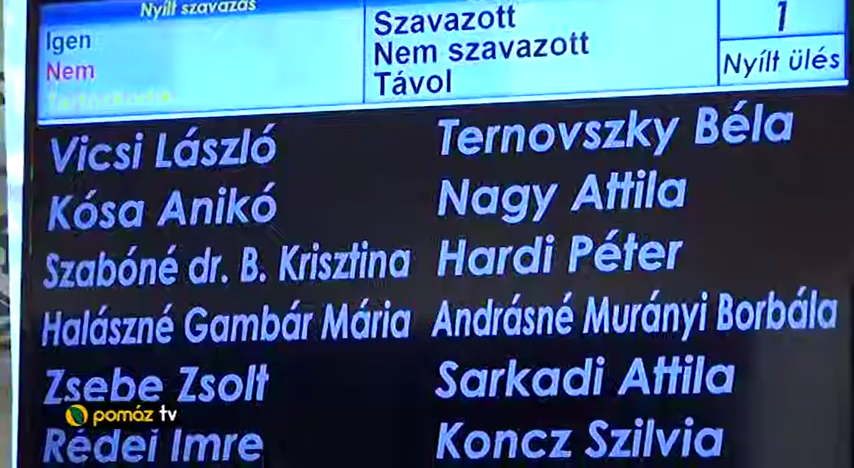 Nyílt szavazás
Igen
Nem
Tartózkodik
Szavazott
Nem szavazott
Távol
1
Nyílt ülés
Vicsi László
Kósa Anikó
Szabóné dr. B. Krisztina
Halászné Gambár Mária
Zsebe Zsolt
Rédei Imre
Ternovszky Béla
Nagy Attila
Hardi Péter
Andrásné Murányi Borbála
Sarkadi Attila
Koncz Szilvia
pomáz tv